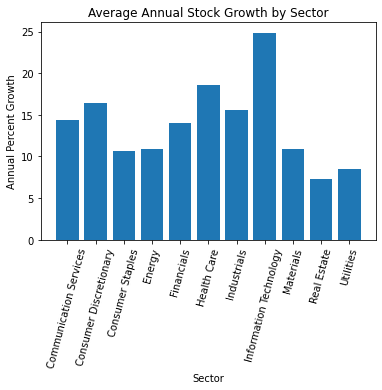 Average Annual Stock Growth by Sector
25
20
15
10
5
0
Annual Percent Growth
Communication Services
Consumer Discretionary
Consumer Staples
Energy
Financials
Health Care
Industrials
Information Technology
Materials
Real Estate
Utilities
Sector